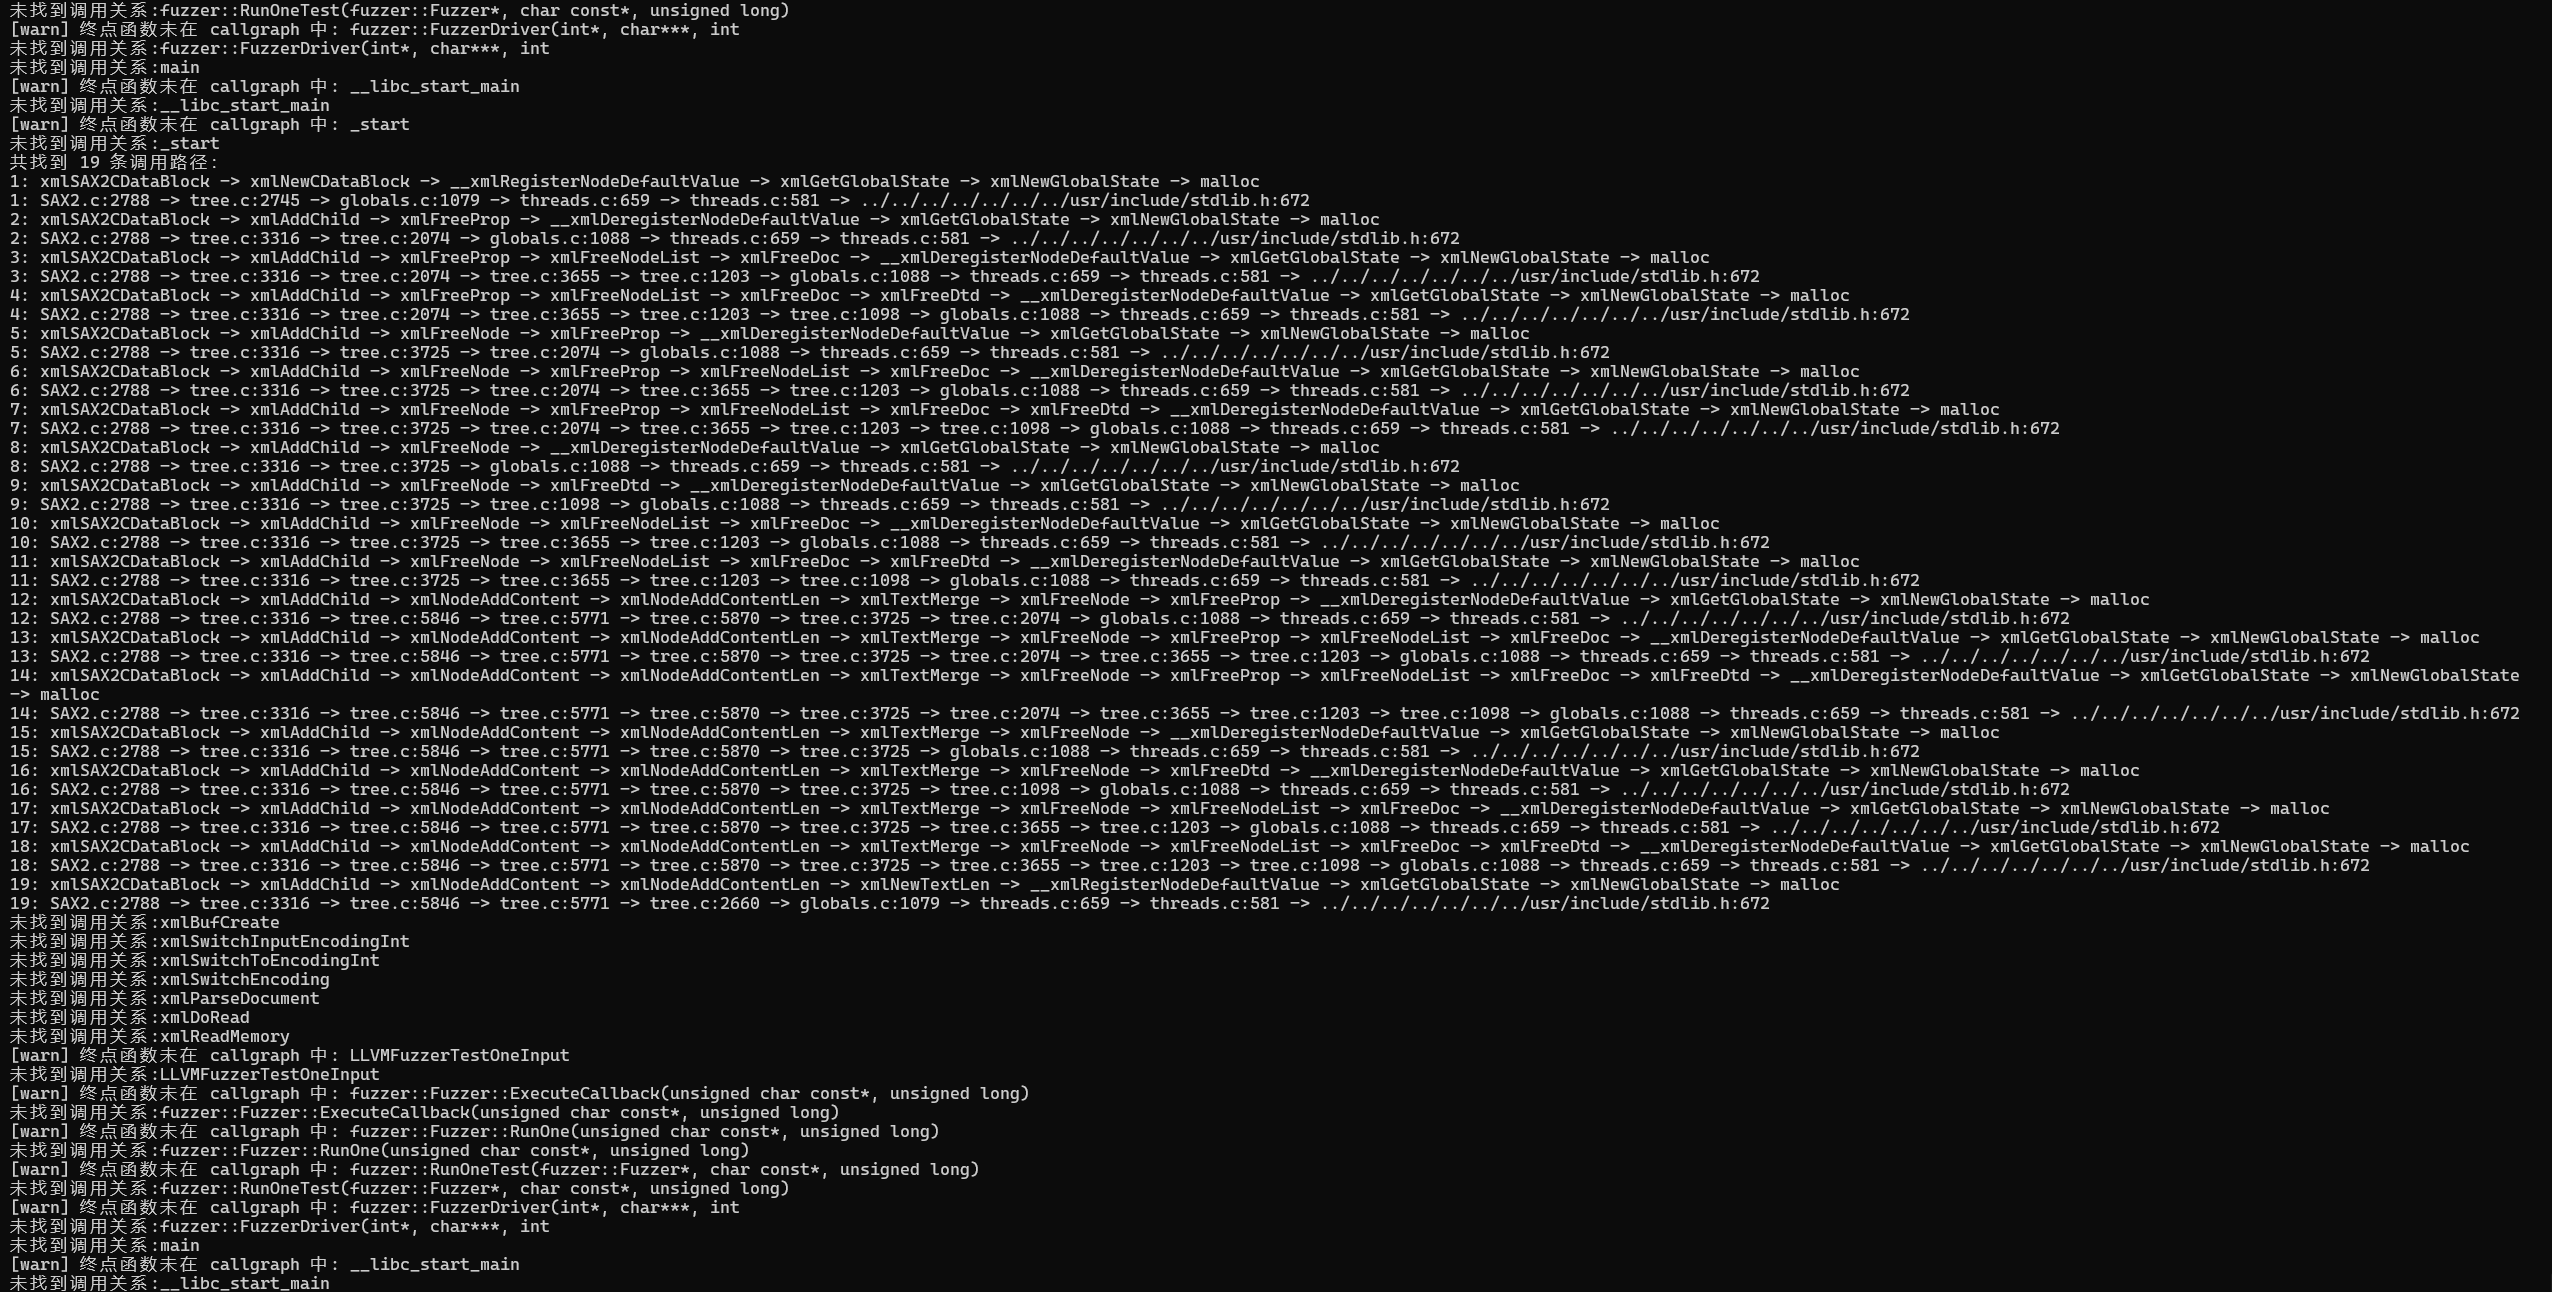 未找到调用关系:fuzzer::RunOneTest(fuzzer::Fuzzer*, char const*, unsigned long)
[warn] 终点函数未在 callgraph 中: fuzzer::FuzzerDriver(int*, char***, int
未找到调用关系:fuzzer::FuzzerDriver(int*, char***, int
未找到调用关系:main
[warn] 终点函数未在 callgraph 中: __libc_start_main
未找到调用关系:__libc_start_main
[warn] 终点函数未在 callgraph 中: _start
未找到调用关系:_start
共找到 19 条调用路径:
1: xmlSAX2CDataBlock -> xmlNewCDataBlock -> __xmlRegisterNodeDefaultValue -> xmlGetGlobalState -> xmlNewGlobalState -> malloc
1: SAX2.c:2788 -> tree.c:2745 -> globals.c:1079 -> threads.c:659 -> threads.c:581 -> ../../../../../../../usr/include/stdlib.h:672
2: xmlSAX2CDataBlock -> xmlAddChild -> xmlFreeProp -> __xmlDeregisterNodeDefaultValue -> xmlGetGlobalState -> xmlNewGlobalState -> malloc
2: SAX2.c:2788 -> tree.c:3316 -> tree.c:2074 -> globals.c:1088 -> threads.c:659 -> threads.c:581 -> ../../../../../../../usr/include/stdlib.h:672
3: xmlSAX2CDataBlock -> xmlAddChild -> xmlFreeProp -> xmlFreeNodeList -> xmlFreeDoc -> __xmlDeregisterNodeDefaultValue -> xmlGetGlobalState -> xmlNewGlobalState -> malloc
3: SAX2.c:2788 -> tree.c:3316 -> tree.c:2074 -> tree.c:3655 -> tree.c:1203 -> globals.c:1088 -> threads.c:659 -> threads.c:581 -> ../../../../../../../usr/include/stdlib.h:672
4: xmlSAX2CDataBlock -> xmlAddChild -> xmlFreeProp -> xmlFreeNodeList -> xmlFreeDoc -> xmlFreeDtd -> __xmlDeregisterNodeDefaultValue -> xmlGetGlobalState -> xmlNewGlobalState -> malloc
4: SAX2.c:2788 -> tree.c:3316 -> tree.c:2074 -> tree.c:3655 -> tree.c:1203 -> tree.c:1098 -> globals.c:1088 -> threads.c:659 -> threads.c:581 -> ../../../../../../../usr/include/stdlib.h:672
5: xmlSAX2CDataBlock -> xmlAddChild -> xmlFreeNode -> xmlFreeProp -> __xmlDeregisterNodeDefaultValue -> xmlGetGlobalState -> xmlNewGlobalState -> malloc
5: SAX2.c:2788 -> tree.c:3316 -> tree.c:3725 -> tree.c:2074 -> globals.c:1088 -> threads.c:659 -> threads.c:581 -> ../../../../../../../usr/include/stdlib.h:672
6: xmlSAX2CDataBlock -> xmlAddChild -> xmlFreeNode -> xmlFreeProp -> xmlFreeNodeList -> xmlFreeDoc -> __xmlDeregisterNodeDefaultValue -> xmlGetGlobalState -> xmlNewGlobalState -> malloc
6: SAX2.c:2788 -> tree.c:3316 -> tree.c:3725 -> tree.c:2074 -> tree.c:3655 -> tree.c:1203 -> globals.c:1088 -> threads.c:659 -> threads.c:581 -> ../../../../../../../usr/include/stdlib.h:672
7: xmlSAX2CDataBlock -> xmlAddChild -> xmlFreeNode -> xmlFreeProp -> xmlFreeNodeList -> xmlFreeDoc -> xmlFreeDtd -> __xmlDeregisterNodeDefaultValue -> xmlGetGlobalState -> xmlNewGlobalState -> malloc
7: SAX2.c:2788 -> tree.c:3316 -> tree.c:3725 -> tree.c:2074 -> tree.c:3655 -> tree.c:1203 -> tree.c:1098 -> globals.c:1088 -> threads.c:659 -> threads.c:581 -> ../../../../../../../usr/include/stdlib.h:672
8: xmlSAX2CDataBlock -> xmlAddChild -> xmlFreeNode -> __xmlDeregisterNodeDefaultValue -> xmlGetGlobalState -> xmlNewGlobalState -> malloc
8: SAX2.c:2788 -> tree.c:3316 -> tree.c:3725 -> globals.c:1088 -> threads.c:659 -> threads.c:581 -> ../../../../../../../usr/include/stdlib.h:672
9: xmlSAX2CDataBlock -> xmlAddChild -> xmlFreeNode -> xmlFreeDtd -> __xmlDeregisterNodeDefaultValue -> xmlGetGlobalState -> xmlNewGlobalState -> malloc
9: SAX2.c:2788 -> tree.c:3316 -> tree.c:3725 -> tree.c:1098 -> globals.c:1088 -> threads.c:659 -> threads.c:581 -> ../../../../../../../usr/include/stdlib.h:672
10: xmlSAX2CDataBlock -> xmlAddChild -> xmlFreeNode -> xmlFreeNodeList -> xmlFreeDoc -> __xmlDeregisterNodeDefaultValue -> xmlGetGlobalState -> xmlNewGlobalState -> malloc
10: SAX2.c:2788 -> tree.c:3316 -> tree.c:3725 -> tree.c:3655 -> tree.c:1203 -> globals.c:1088 -> threads.c:659 -> threads.c:581 -> ../../../../../../../usr/include/stdlib.h:672
11: xmlSAX2CDataBlock -> xmlAddChild -> xmlFreeNode -> xmlFreeNodeList -> xmlFreeDoc -> xmlFreeDtd -> __xmlDeregisterNodeDefaultValue -> xmlGetGlobalState -> xmlNewGlobalState -> malloc
11: SAX2.c:2788 -> tree.c:3316 -> tree.c:3725 -> tree.c:3655 -> tree.c:1203 -> tree.c:1098 -> globals.c:1088 -> threads.c:659 -> threads.c:581 -> ../../../../../../../usr/include/stdlib.h:672
12: xmlSAX2CDataBlock -> xmlAddChild -> xmlNodeAddContent -> xmlNodeAddContentLen -> xmlTextMerge -> xmlFreeNode -> xmlFreeProp -> __xmlDeregisterNodeDefaultValue -> xmlGetGlobalState -> xmlNewGlobalState -> malloc
12: SAX2.c:2788 -> tree.c:3316 -> tree.c:5846 -> tree.c:5771 -> tree.c:5870 -> tree.c:3725 -> tree.c:2074 -> globals.c:1088 -> threads.c:659 -> threads.c:581 -> ../../../../../../../usr/include/stdlib.h:672
13: xmlSAX2CDataBlock -> xmlAddChild -> xmlNodeAddContent -> xmlNodeAddContentLen -> xmlTextMerge -> xmlFreeNode -> xmlFreeProp -> xmlFreeNodeList -> xmlFreeDoc -> __xmlDeregisterNodeDefaultValue -> xmlGetGlobalState -> xmlNewGlobalState -> malloc
13: SAX2.c:2788 -> tree.c:3316 -> tree.c:5846 -> tree.c:5771 -> tree.c:5870 -> tree.c:3725 -> tree.c:2074 -> tree.c:3655 -> tree.c:1203 -> globals.c:1088 -> threads.c:659 -> threads.c:581 -> ../../../../../../../usr/include/stdlib.h:672
14: xmlSAX2CDataBlock -> xmlAddChild -> xmlNodeAddContent -> xmlNodeAddContentLen -> xmlTextMerge -> xmlFreeNode -> xmlFreeProp -> xmlFreeNodeList -> xmlFreeDoc -> xmlFreeDtd -> __xmlDeregisterNodeDefaultValue -> xmlGetGlobalState -> xmlNewGlobalState
-> malloc
14: SAX2.c:2788 -> tree.c:3316 -> tree.c:5846 -> tree.c:5771 -> tree.c:5870 -> tree.c:3725 -> tree.c:2074 -> tree.c:3655 -> tree.c:1203 -> tree.c:1098 -> globals.c:1088 -> threads.c:659 -> threads.c:581 -> ../../../../../../../usr/include/stdlib.h:672
15: xmlSAX2CDataBlock -> xmlAddChild -> xmlNodeAddContent -> xmlNodeAddContentLen -> xmlTextMerge -> xmlFreeNode -> __xmlDeregisterNodeDefaultValue -> xmlGetGlobalState -> xmlNewGlobalState -> malloc
15: SAX2.c:2788 -> tree.c:3316 -> tree.c:5846 -> tree.c:5771 -> tree.c:5870 -> tree.c:3725 -> globals.c:1088 -> threads.c:659 -> threads.c:581 -> ../../../../../../../usr/include/stdlib.h:672
16: xmlSAX2CDataBlock -> xmlAddChild -> xmlNodeAddContent -> xmlNodeAddContentLen -> xmlTextMerge -> xmlFreeNode -> xmlFreeDtd -> __xmlDeregisterNodeDefaultValue -> xmlGetGlobalState -> xmlNewGlobalState -> malloc
16: SAX2.c:2788 -> tree.c:3316 -> tree.c:5846 -> tree.c:5771 -> tree.c:5870 -> tree.c:3725 -> tree.c:1098 -> globals.c:1088 -> threads.c:659 -> threads.c:581 -> ../../../../../../../usr/include/stdlib.h:672
17: xmlSAX2CDataBlock -> xmlAddChild -> xmlNodeAddContent -> xmlNodeAddContentLen -> xmlTextMerge -> xmlFreeNode -> xmlFreeNodeList -> xmlFreeDoc -> __xmlDeregisterNodeDefaultValue -> xmlGetGlobalState -> xmlNewGlobalState -> malloc
17: SAX2.c:2788 -> tree.c:3316 -> tree.c:5846 -> tree.c:5771 -> tree.c:5870 -> tree.c:3725 -> tree.c:3655 -> tree.c:1203 -> globals.c:1088 -> threads.c:659 -> threads.c:581 -> ../../../../../../../usr/include/stdlib.h:672
18: xmlSAX2CDataBlock -> xmlAddChild -> xmlNodeAddContent -> xmlNodeAddContentLen -> xmlTextMerge -> xmlFreeNode -> xmlFreeNodeList -> xmlFreeDoc -> xmlFreeDtd -> __xmlDeregisterNodeDefaultValue -> xmlGetGlobalState -> xmlNewGlobalState -> malloc
18: SAX2.c:2788 -> tree.c:3316 -> tree.c:5846 -> tree.c:5771 -> tree.c:5870 -> tree.c:3725 -> tree.c:3655 -> tree.c:1203 -> tree.c:1098 -> globals.c:1088 -> threads.c:659 -> threads.c:581 -> ../../../../../../../usr/include/stdlib.h:672
19: xmlSAX2CDataBlock -> xmlAddChild -> xmlNodeAddContent -> xmlNodeAddContentLen -> xmlNewTextLen -> __xmlRegisterNodeDefaultValue -> xmlGetGlobalState -> xmlNewGlobalState -> malloc
19: SAX2.c:2788 -> tree.c:3316 -> tree.c:5846 -> tree.c:5771 -> tree.c:2660 -> globals.c:1079 -> threads.c:659 -> threads.c:581 -> ../../../../../../../usr/include/stdlib.h:672
未找到调用关系:xmlBufCreate
未找到调用关系:xmlSwitchInputEncodingInt
未找到调用关系:xmlSwitchToEncodingInt
未找到调用关系:xmlSwitchEncoding
未找到调用关系:xmlParseDocument
未找到调用关系:xmlDoRead
未找到调用关系:xmlReadMemory
[warn] 终点函数未在 callgraph 中: LLVMFuzzerTestOneInput
未找到调用关系:LLVMFuzzerTestOneInput
[warn] 终点函数未在 callgraph 中: fuzzer::Fuzzer::ExecuteCallback(unsigned char const*, unsigned long)
未找到调用关系:fuzzer::Fuzzer::ExecuteCallback(unsigned char const*, unsigned long)
[warn] 终点函数未在 callgraph 中: fuzzer::Fuzzer::RunOne(unsigned char const*, unsigned long)
未找到调用关系:fuzzer::Fuzzer::RunOne(unsigned char const*, unsigned long)
[warn] 终点函数未在 callgraph 中: fuzzer::RunOneTest(fuzzer::Fuzzer*, char const*, unsigned long)
未找到调用关系:fuzzer::RunOneTest(fuzzer::Fuzzer*, char const*, unsigned long)
[warn] 终点函数未在 callgraph 中: fuzzer::FuzzerDriver(int*, char***, int
未找到调用关系:fuzzer::FuzzerDriver(int*, char***, int
未找到调用关系:main
[warn] 终点函数未在 callgraph 中: __libc_start_main
未找到调用关系:__libc_start_main